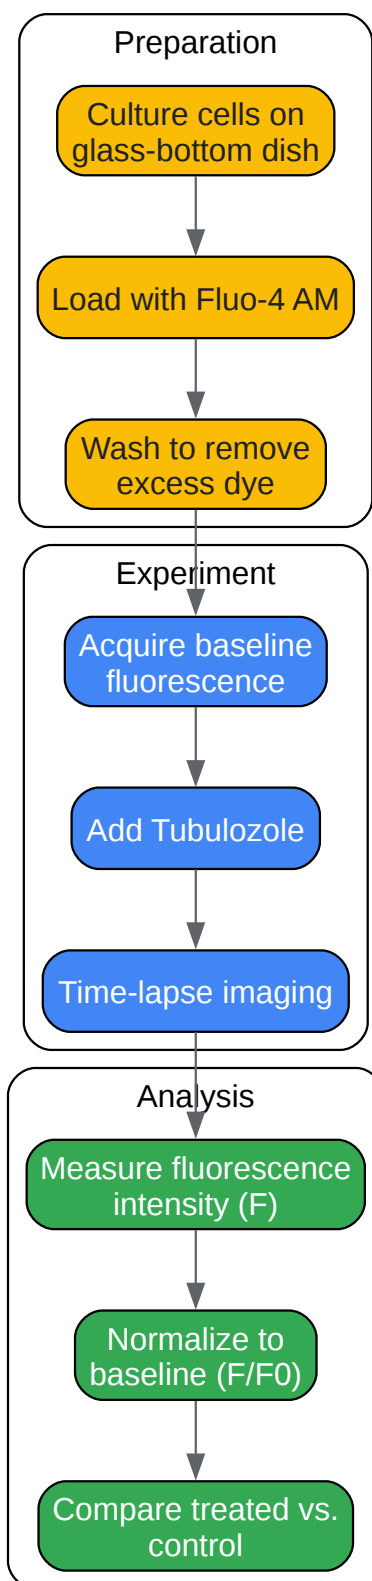 Preparation
Culture cells on
glass-bottom dish
Load with Fluo-4 AM
Wash to remove
excess dye
Experiment
Acquire baseline
fluorescence
Add Tubulozole
Time-lapse imaging
Analysis
Measure fluorescence
intensity (F)
Normalize to
baseline (F/F0)
Compare treated vs.
control